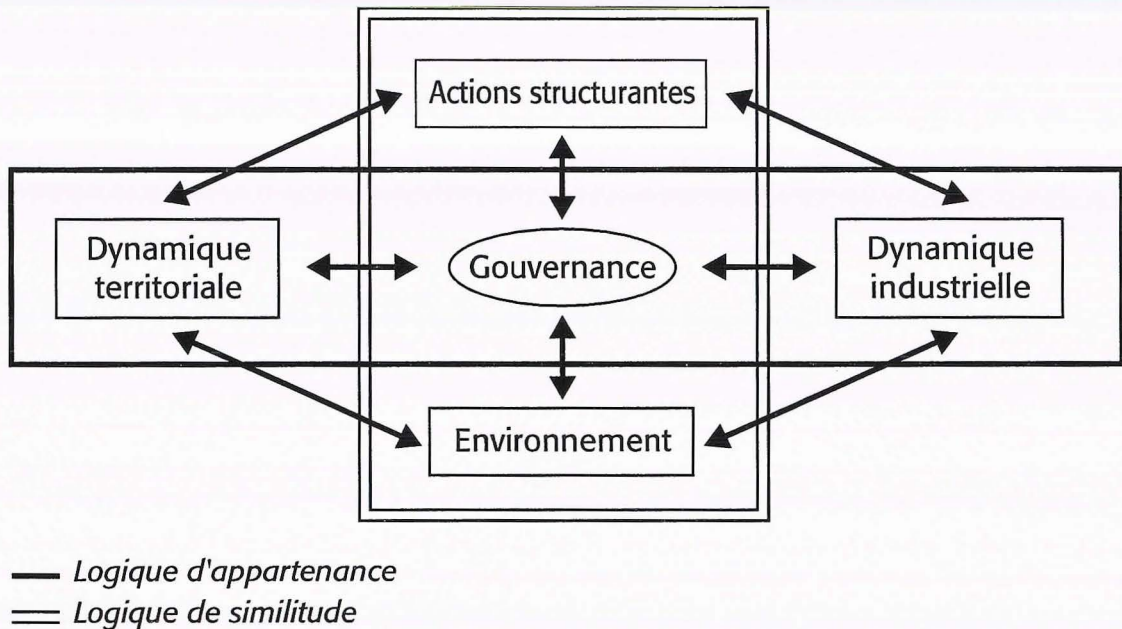 Actions structurantes
Dynamique
territoriale
Gouvernance
Dynamique
industrielle
Environnement
Logique d'appartenance
Logique de similitude